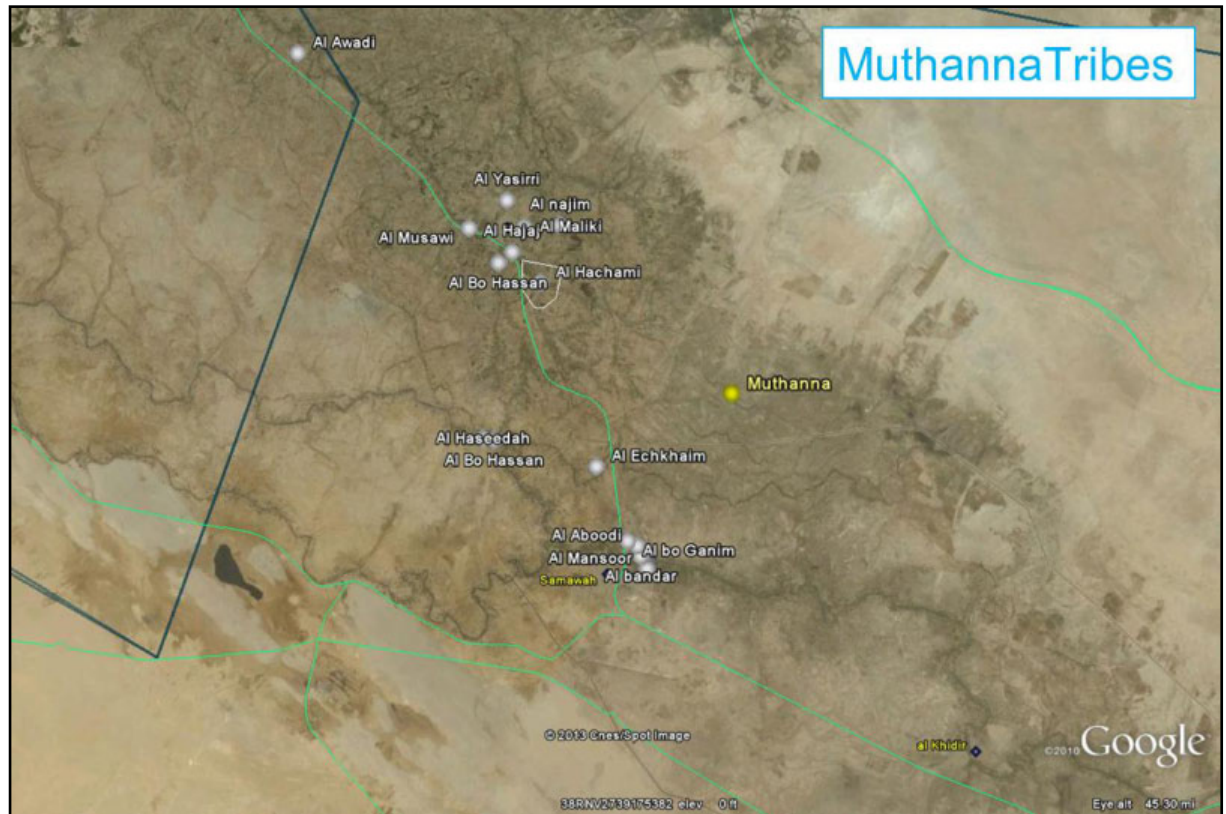 Al Awadi
MuthannaTribes
Al Yasirri
Al najim
Al Musawi
Al Hajaj
Al Maliki
Al Hachami
Al Bo Hassan
Muthanna
Al Haseedah
Al Bo Hassan
Al Echkhaim
Al Aboodi
Al bo Ganim
Al Mansoor
Samawah
Al bandar
© 2013 Cnes/Spot Image
al Khidir
©2010 Google
38RNV2739175382 elev 0 ft
Eye alt 45.30 mi